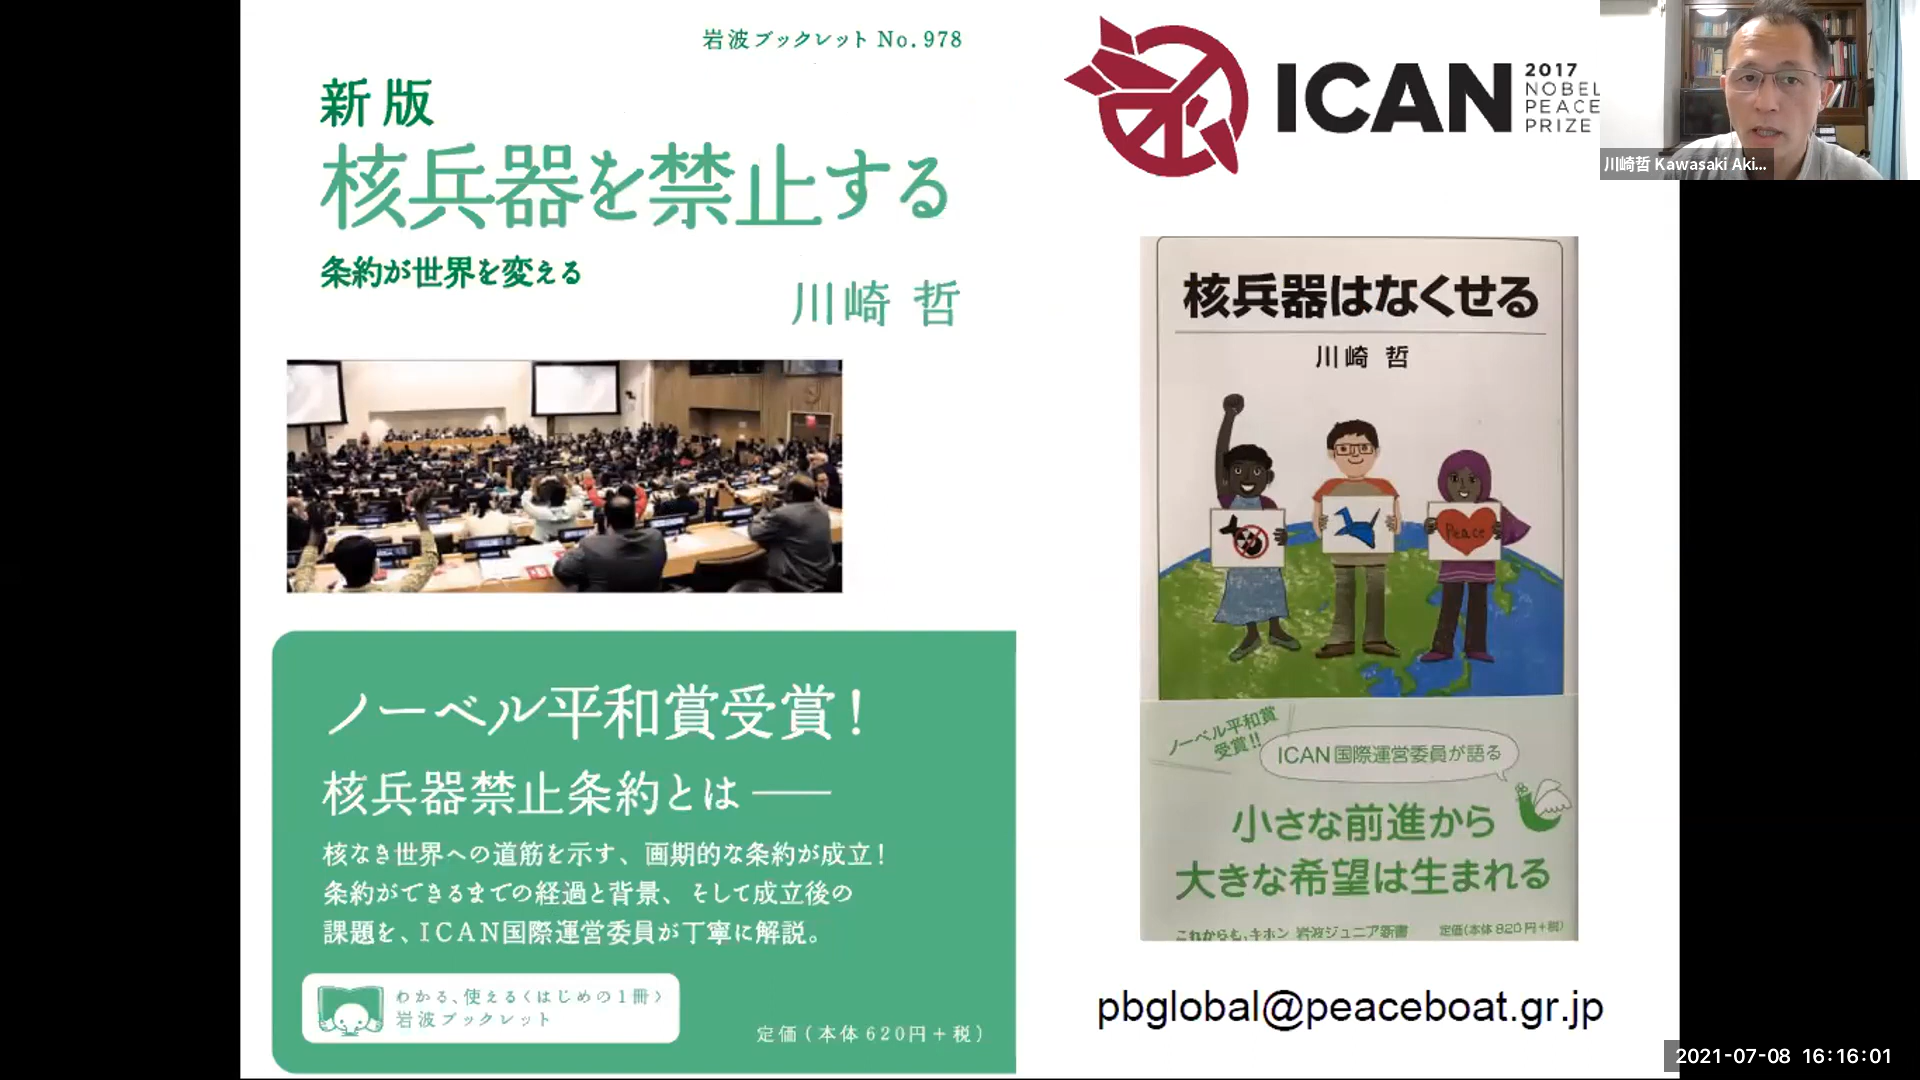 岩波ブックレット No.978
新版
核兵器を禁止する
条約が世界を変える
川崎 哲
ノーベル平和賞受賞!
核兵器禁止条約とは——
核なき世界への道筋を示す、画期的な条約が成立!
条約ができるまでの経過と背景、そして成立後の
課題を、ICAN国際運営委員が丁寧に解説。
わかる、使える〈はじめの1冊〉
岩波ブックレット
定価(本体620円+税)
ICAN
2017
NOBEL
PEACE
PRIZE
核兵器はなくせる
川崎 哲
Peace
ノーベル平和賞
受賞!!
ICAN国際運営委員が語る
小さな前進から
大きな希望は生まれる
これからも、キホン 岩波ジュニア新書
定価(本体820円+税)
pbglobal@peaceboat.gr.jp
川崎哲 Kawasaki Aki...
2021-07-08 16:16:01